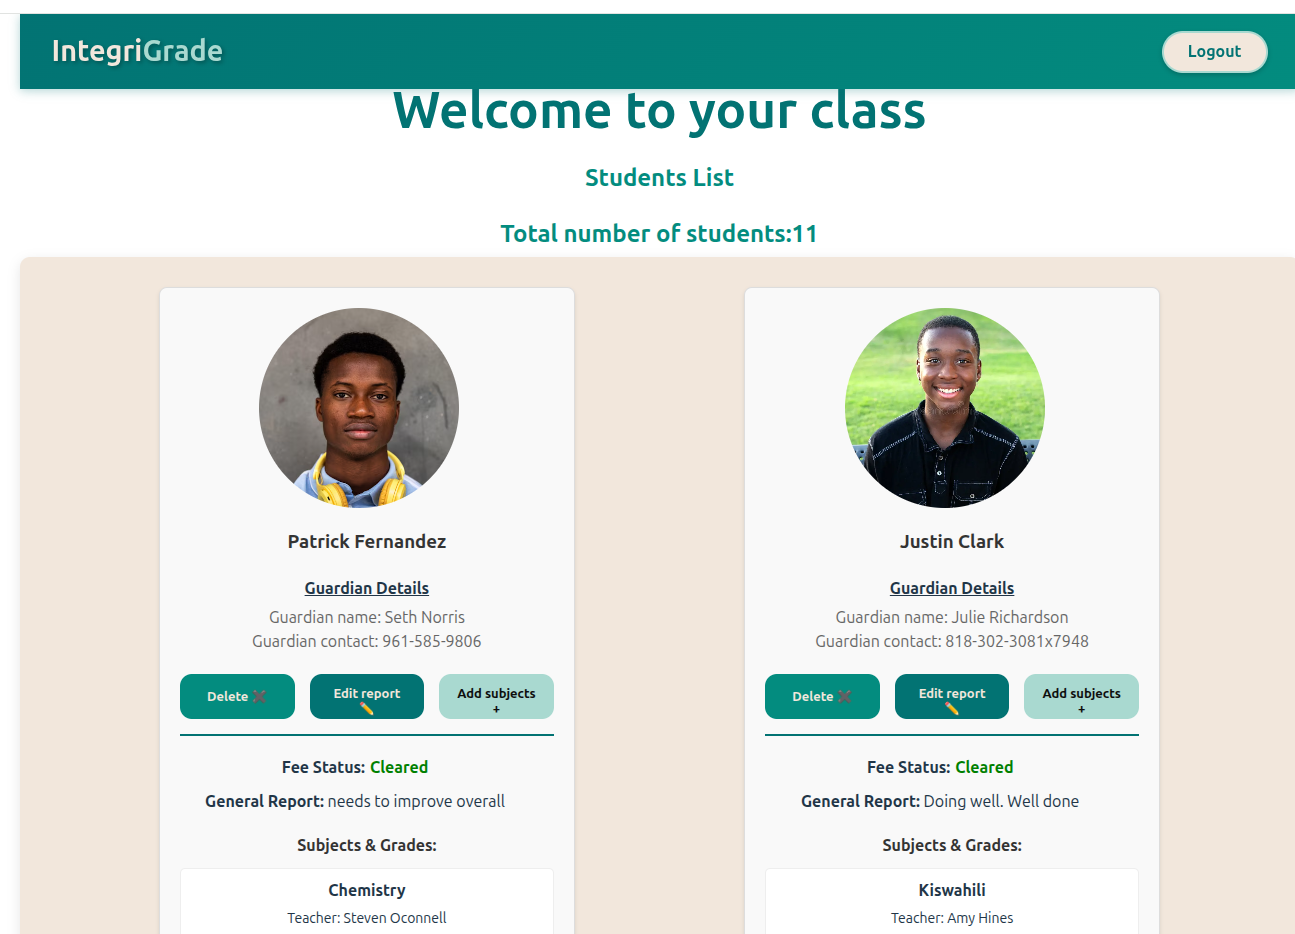 IntegriGrade
Logout
Welcome to your class
Students List
Total number of students:11
Patrick Fernandez
Guardian Details
Guardian name: Seth Norris
Guardian contact: 961-585-9806
Delete ✖
Edit report
✏️
Add subjects
+
Fee Status: Cleared
General Report: needs to improve overall
Subjects & Grades:
Chemistry
Teacher: Steven Oconnell
Justin Clark
Guardian Details
Guardian name: Julie Richardson
Guardian contact: 818-302-3081x7948
Delete ✖
Edit report
✏️
Add subjects
+
Fee Status: Cleared
General Report: Doing well. Well done
Subjects & Grades:
Kiswahili
Teacher: Amy Hines